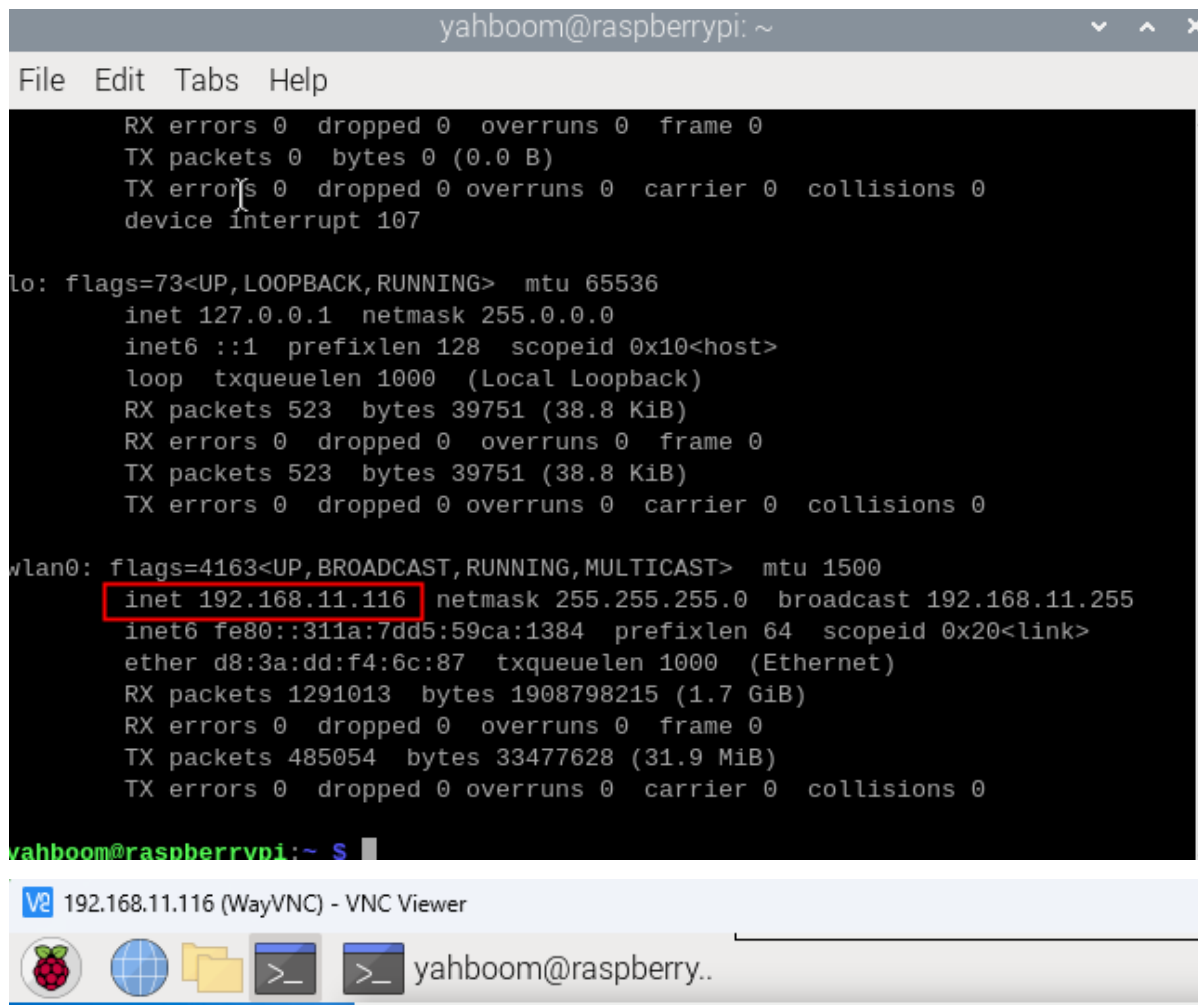 yahboom@raspberrypi: ~
File Edit Tabs Help
RX errors 0  dropped 0  overruns 0  frame 0
TX packets 0  bytes 0 (0.0 B)
TX errors 0  dropped 0 overruns 0  carrier 0  collisions 0
device interrupt 107
lo: flags=73<UP,LOOPBACK,RUNNING>  mtu 65536
inet 127.0.0.1  netmask 255.0.0.0
inet6 ::1  prefixlen 128  scopeid 0x10<host>
loop  txqueuelen 1000  (Local Loopback)
RX packets 523  bytes 39751 (38.8 KiB)
RX errors 0  dropped 0  overruns 0  frame 0
TX packets 523  bytes 39751 (38.8 KiB)
TX errors 0  dropped 0 overruns 0  carrier 0  collisions 0
wlan0: flags=4163<UP,BROADCAST,RUNNING,MULTICAST>  mtu 1500
inet 192.168.11.116  netmask 255.255.255.0  broadcast 192.168.11.255
inet6 fe80::311a:7dd5:59ca:1384  prefixlen 64  scopeid 0x20<link>
ether d8:3a:dd:f4:6c:87  txqueuelen 1000  (Ethernet)
RX packets 1291013  bytes 1908798215 (1.7 GiB)
RX errors 0  dropped 0  overruns 0  frame 0
TX packets 485054  bytes 33477628 (31.9 MiB)
TX errors 0  dropped 0 overruns 0  carrier 0  collisions 0
yahboom@raspberrypi:~ $
192.168.11.116 (WayVNC) - VNC Viewer
yahboom@raspberry..